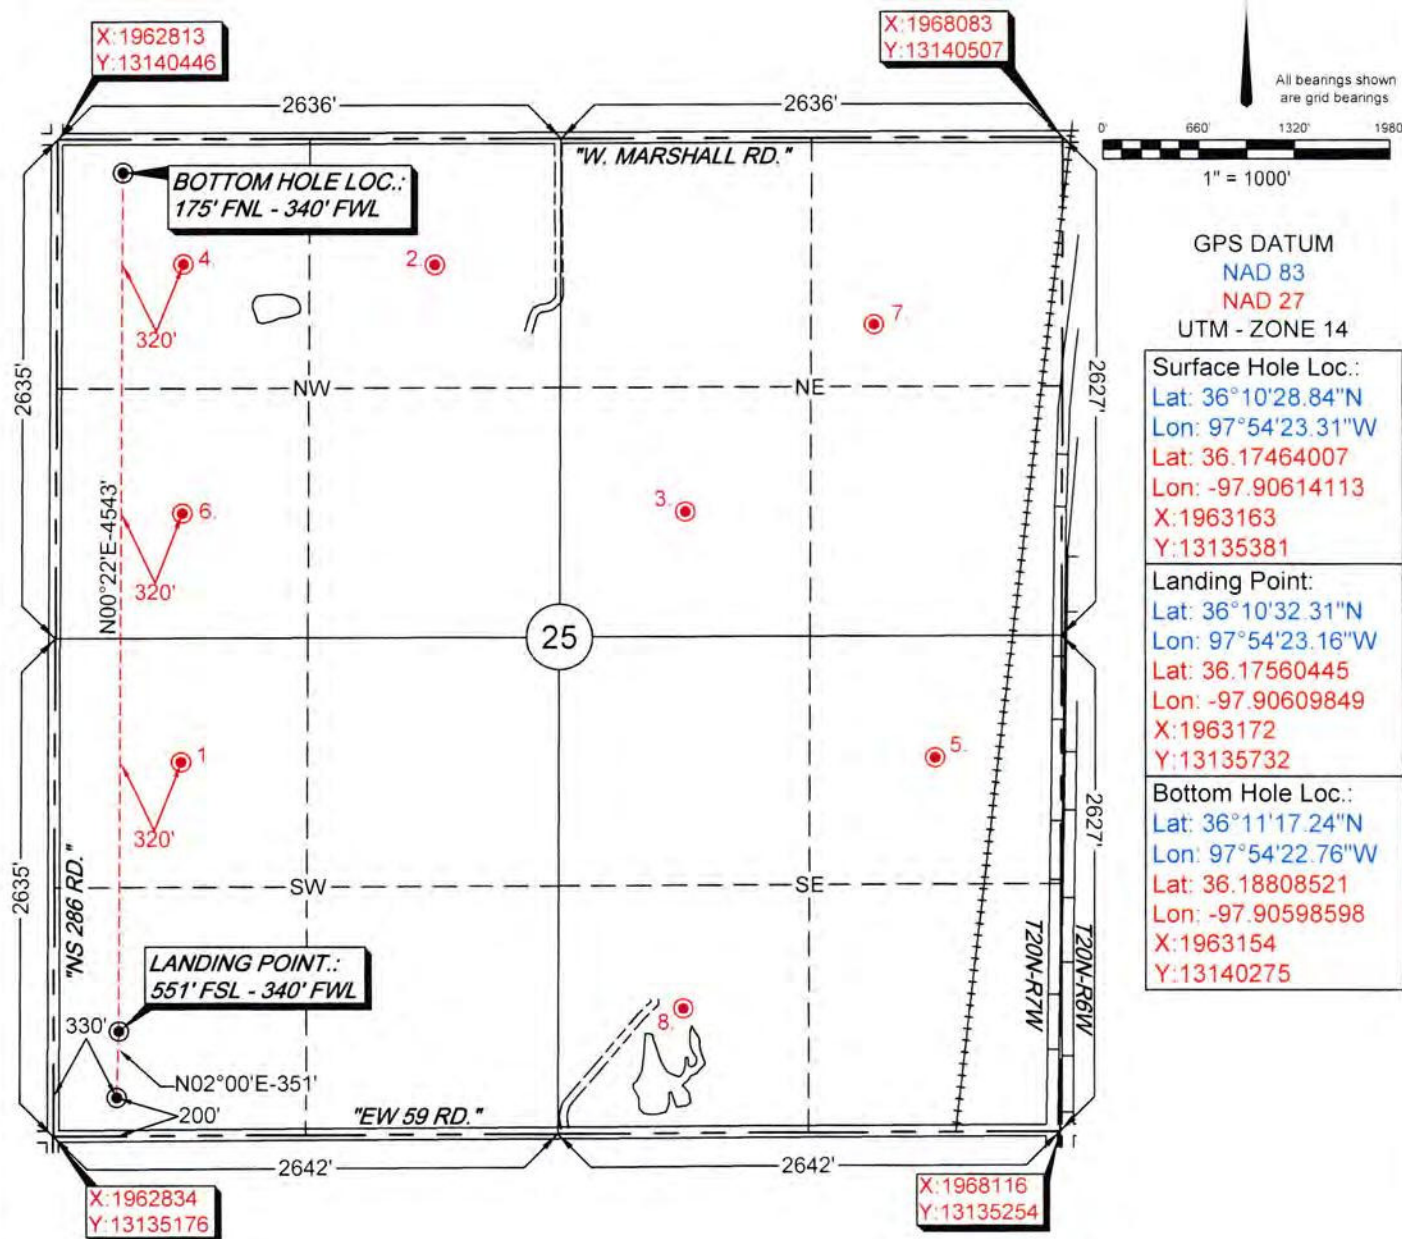 X:1962813
Y:13140446
X:1968083
Y:13140507
All bearings shown
are grid bearings
2636'
2636'
0' 660' 1320' 1980'
1" = 1000'
"W. MARSHALL RD."
BOTTOM HOLE LOC.:
175' FNL - 340' FWL
4.
2.
7.
320'
2635'
NW
NE
2627'
GPS DATUM
NAD 83
NAD 27
UTM - ZONE 14
Surface Hole Loc.:
Lat: 36°10'28.84"N
Lon: 97°54'23.31"W
Lat: 36.17464007
Lon: -97.90614113
X:1963163
Y:13135381
Landing Point:
Lat: 36°10'32.31"N
Lon: 97°54'23.16"W
Lat: 36.17560445
Lon: -97.90609849
X:1963172
Y:13135732
Bottom Hole Loc.:
Lat: 36°11'17.24"N
Lon: 97°54'22.76"W
Lat: 36.18808521
Lon: -97.90598598
X:1963154
Y:13140275
N00°22'E-4543'
6.
3.
320'
25
1
5.
320'
2635'
2627'
SW
SE
"NS 286 RD."
T20N-R7W
T20N-R6W
LANDING POINT.:
551' FSL - 340' FWL
330'
8.
N02°00'E-351'
200'
"EW 59 RD."
2642'
2642'
X:1962834
Y:13135176
X:1968116
Y:13135254